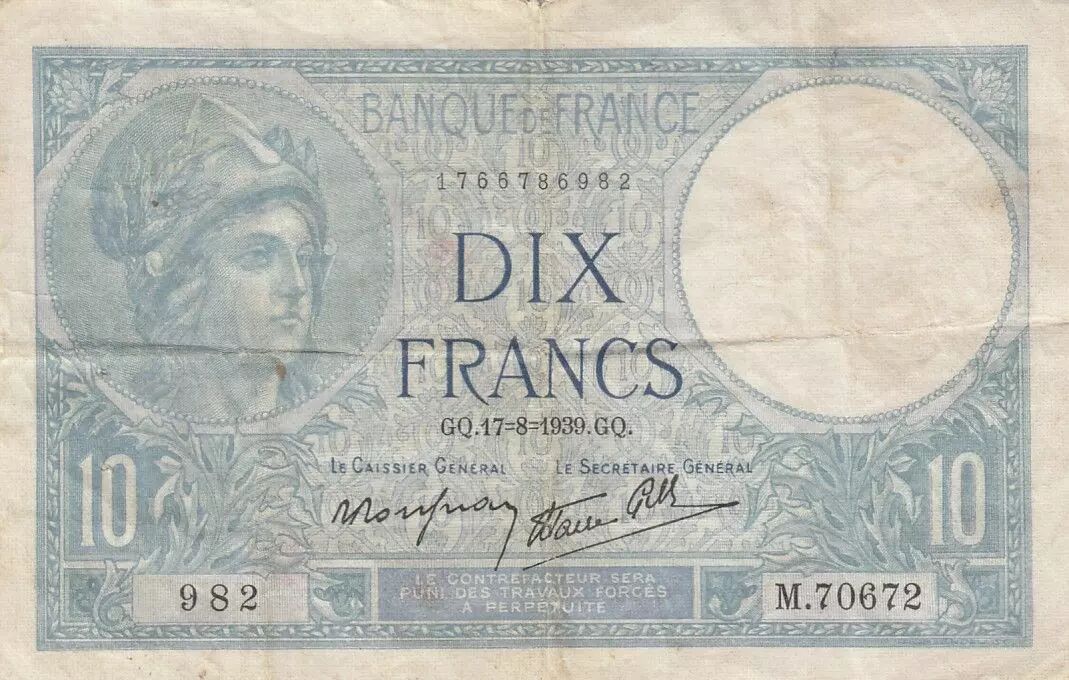 BANQUE DE FRANCE
1766786982
DIX
FRANCS
GQ.17=8=1939.GQ.
LE CAISSIER GÉNÉRAL LE SECRÉTAIRE GÉNÉRAL
10 10
982 M.70672
LE CONTREFACTEUR SERA
PUNI DES TRAVAUX FORCÉS
À PERPÉTUITÉ